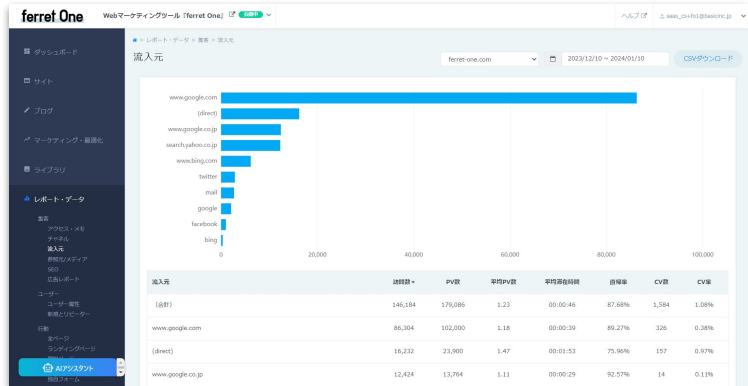 ferret One
Webマーケティングツール『ferret One』 公開中
ヘルプ
saas_cs+fo1@basicinc.jp
レポート・データ > 集客 > 流入元
流入元
ferret-one.com
2023/12/10 ~ 2024/01/10
CSVダウンロード
ダッシュボード
サイト
ブログ
マーケティング・最適化
ライブラリ
レポート・データ
集客
アクセス・メモ
チャネル
流入元
参照元/メディア
SEO
広告レポート
ユーザー
ユーザー属性
新規とリピーター
行動
全ページ
ランディングページ
AIアシスタント
独自フォーム
www.google.com
(direct)
www.google.co.jp
search.yahoo.co.jp
www.bing.com
twitter
mail
google
facebook
bing
0 20,000 40,000 60,000 80,000 100,000
流入元 訪問数 PV数 平均PV数 平均滞在時間 直帰率 CV数 CV率
(合計) 146,184 179,086 1.23 00:00:46 87.68% 1,584 1.08%
www.google.com 86,304 102,000 1.18 00:00:39 89.27% 326 0.38%
(direct) 16,232 23,900 1.47 00:01:53 75.96% 157 0.97%
www.google.co.jp 12,424 13,764 1.11 00:00:29 92.57% 14 0.11%